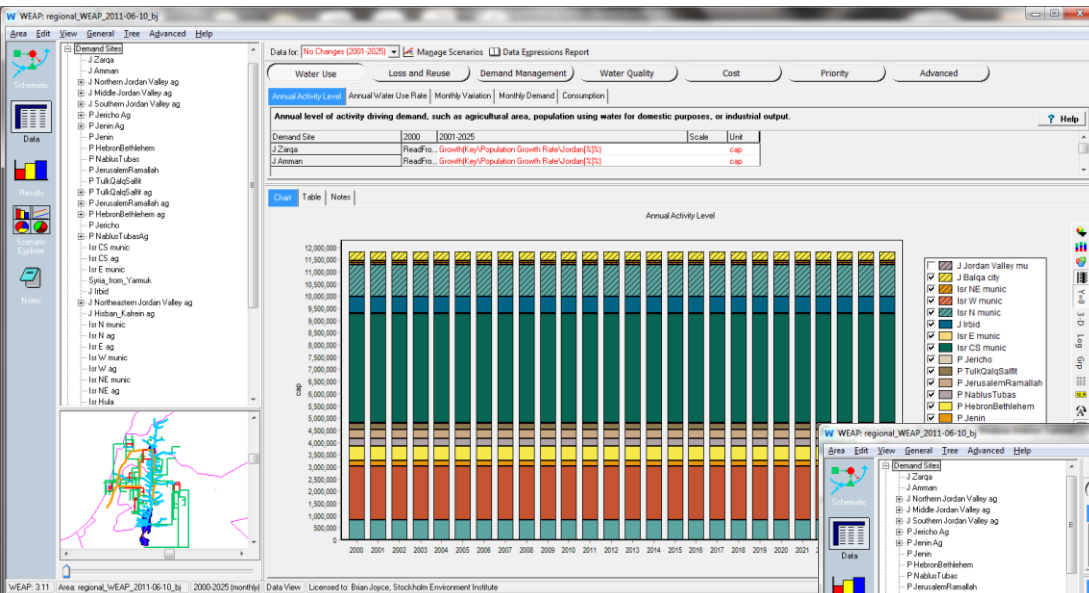 WEAP: regional_WEAP_2011-06-10_bj
Area Edit View General Tree Advanced Help
Schematic
Data
Results
Scenario Explorer
Notes
Demand Sites
J Zarqa
J Amman
J Northern Jordan Valley ag
J Middle Jordan Valley ag
J Southern Jordan Valley ag
P Jericho Ag
P Jenin Ag
P Jenin
P HebronBethlehem
P NablusTubas
P JerusalemRamallah
P TulkQalqSalfit
P TulkQalqSalfit ag
P JerusalemRamallah ag
P HebronBethlehem ag
P Jericho
P NablusTubasAg
Isr CS munic
Isr CS ag
Isr E munic
Syria_from_Yarmuk
J Irbid
J Northeastern Jordan Valley ag
J Hisban_Kafrein ag
Isr N munic
Isr N ag
Isr E ag
Isr W munic
Isr W ag
Isr NE munic
Isr NE ag
Isr Hula
Data for: No Changes (2001-2025) Manage Scenarios Data Expressions Report
Water Use Loss and Reuse Demand Management Water Quality Cost Priority Advanced
Annual Activity Level Annual Water Use Rate Monthly Variation Monthly Demand Consumption
Annual level of activity driving demand, such as agricultural area, population using water for domestic purposes, or industrial output.
? Help
Demand Site 2000 2001-2025 Scale Unit
J Zarqa ReadFro... Growth(Key\Population Growth Rate\Jordan[%]%) cap
J Amman ReadFro... Growth(Key\Population Growth Rate\Jordan[%]%) cap
Chart Table Notes
Annual Activity Level
12,000,000
11,500,000
11,000,000
10,500,000
10,000,000
9,500,000
9,000,000
8,500,000
8,000,000
7,500,000
7,000,000
6,500,000
6,000,000
5,500,000
5,000,000
4,500,000
4,000,000
3,500,000
3,000,000
2,500,000
2,000,000
1,500,000
1,000,000
500,000
0
cap
2000 2001 2002 2003 2004 2005 2006 2007 2008 2009 2010 2011 2012 2013 2014 2015 2016 2017 2018 2019 2020 2021
J Jordan Valley mu
J Balqa city
Isr NE munic
Isr W munic
Isr N munic
J Irbid
Isr E munic
Isr CS munic
P Jericho
P TulkQalqSalfit
P JerusalemRamallah
P NablusTubas
P HebronBethlehem
P Jenin
Y=0
3-D
Log
Grp
WEAP: 3.11 Area: regional_WEAP_2011-06-10_bj 2000-2025 (monthly) Data View Licensed to: Brian Joyce, Stockholm Environment Institute
WEAP: regional_WEAP_2011-06-10_bj
Area Edit View General Tree Advanced Help
Schematic
Data
Demand Sites
J Zarqa
J Amman
J Northern Jordan Valley ag
J Middle Jordan Valley ag
J Southern Jordan Valley ag
P Jericho Ag
P Jenin Ag
P Jenin
P HebronBethlehem
P NablusTubas
P JerusalemRamallah